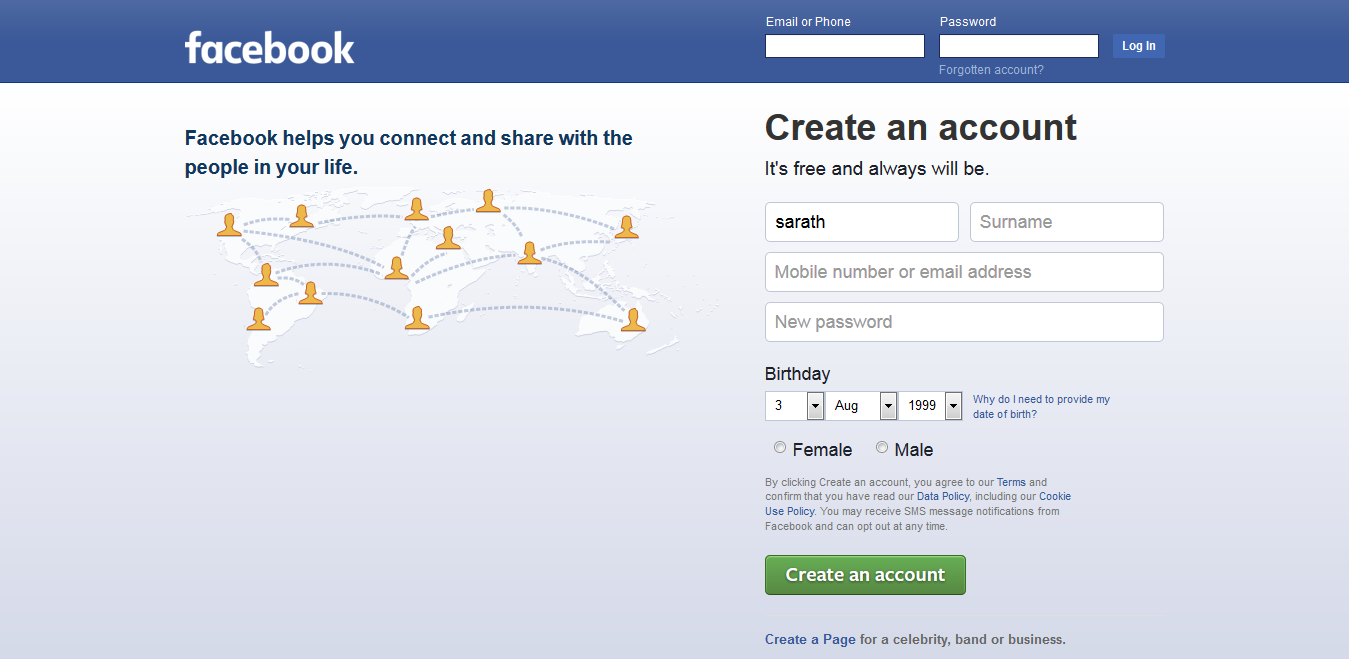 facebook
Email or Phone
Password
Log In
Forgotten account?
Facebook helps you connect and share with the
people in your life.
Create an account
It's free and always will be.
sarath
Surname
Mobile number or email address
New password
Birthday
3 Aug 1999
Why do I need to provide my
date of birth?
Female Male
By clicking Create an account, you agree to our Terms and
confirm that you have read our Data Policy, including our Cookie
Use Policy. You may receive SMS message notifications from
Facebook and can opt out at any time.
Create an account
Create a Page for a celebrity, band or business.